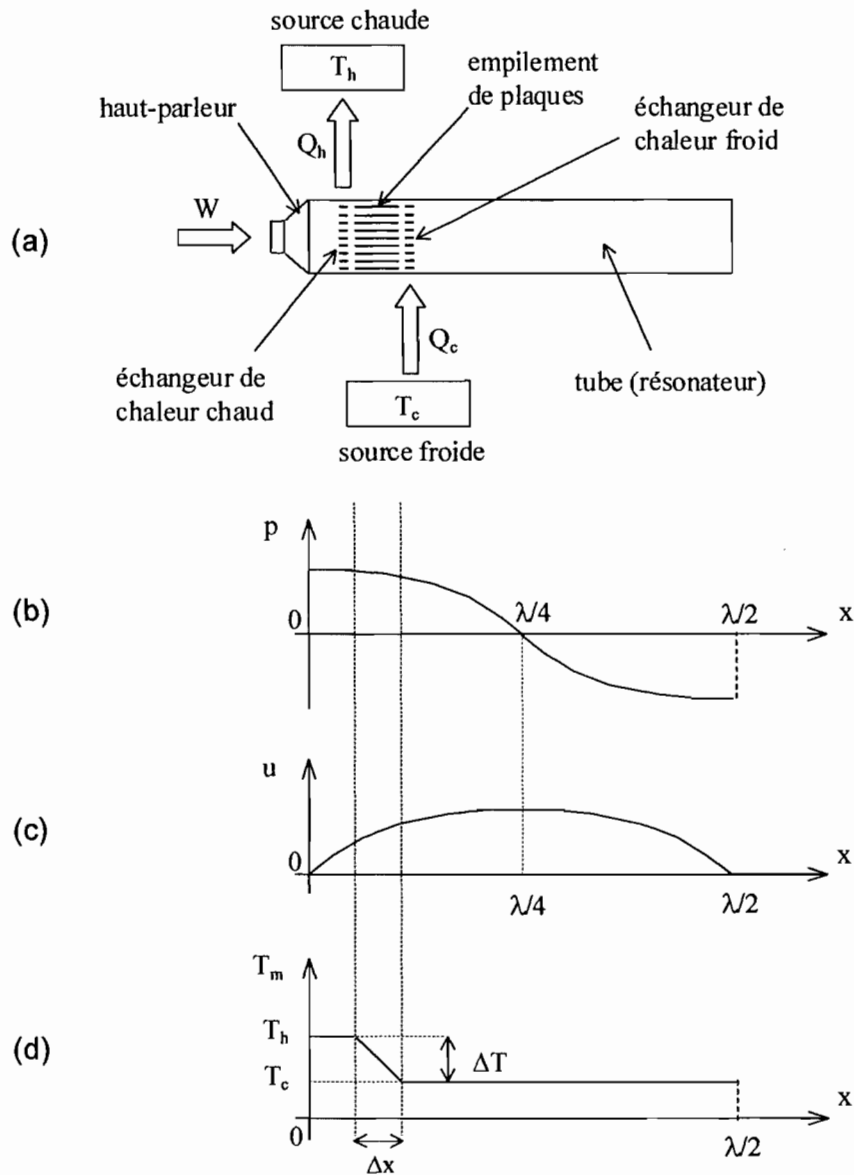 source chaude
T_h
empilement
de plaques
haut-parleur
échangeur de
chaleur froid
Q_h
W
(a)
Q_c
échangeur de
chaleur chaud
tube (résonateur)
T_c
source froide
p
(b)
0
λ/4
λ/2
x
u
(c)
0
x
λ/4
λ/2
T_m
(d)
T_h
ΔT
T_c
x
0
λ/2
Δx